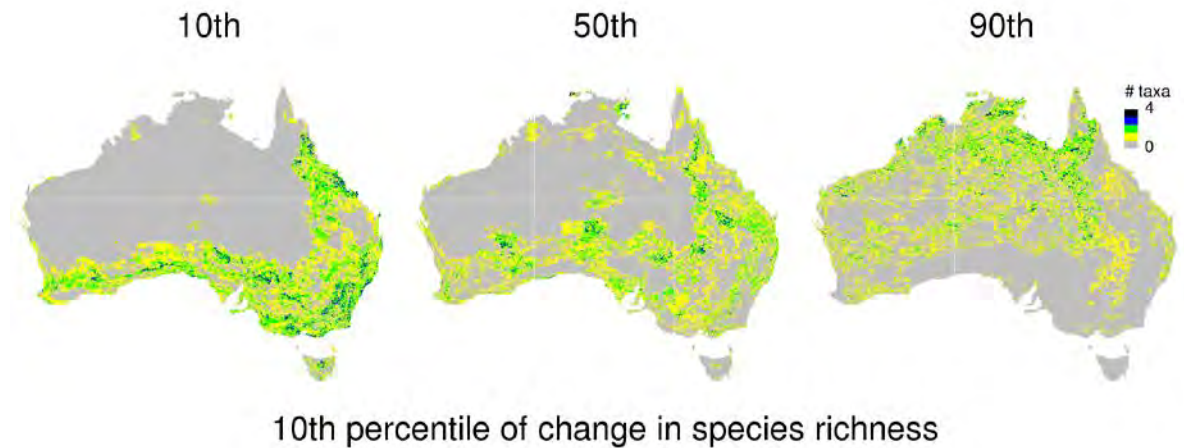 10th
50th
90th
# taxa
4
0
10th percentile of change in species richness